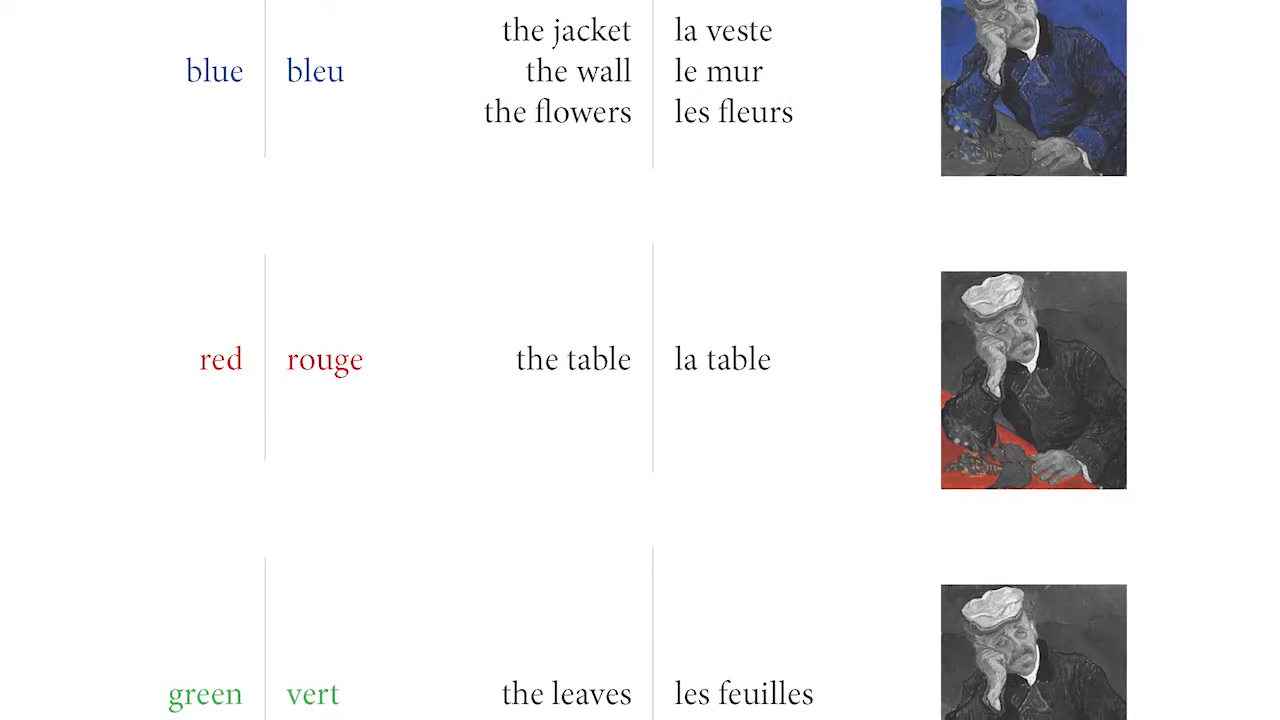 the jacket la veste
blue bleu the wall le mur
the flowers les fleurs
red rouge the table la table
green vert the leaves les feuilles